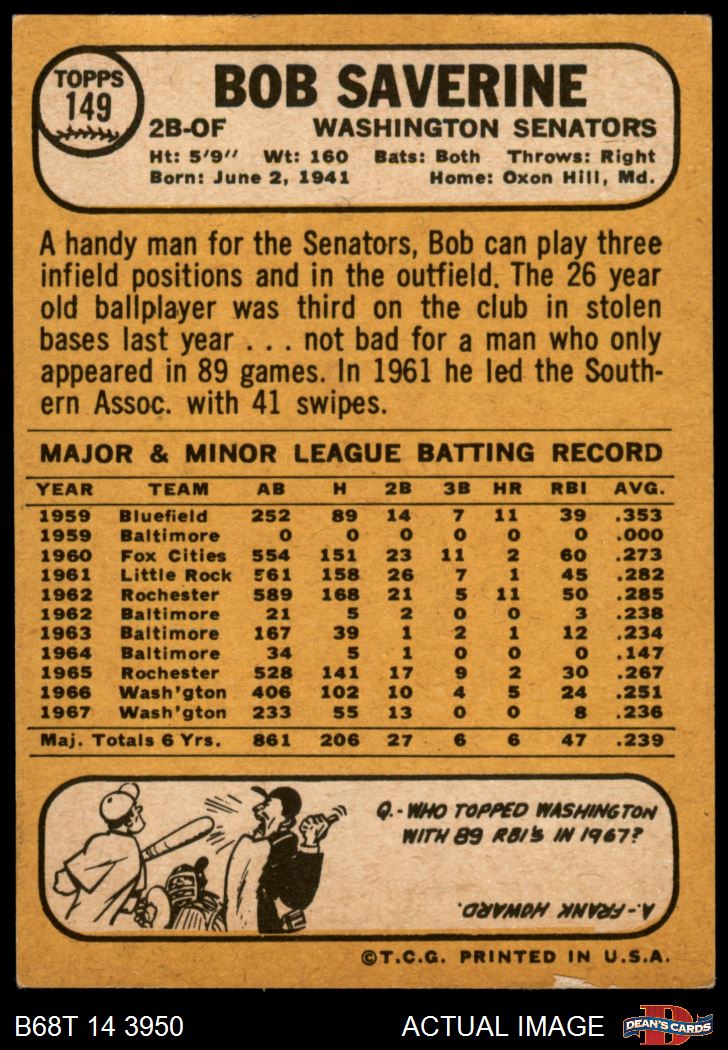 TOPPS
149
BOB SAVERINE
2B-OF WASHINGTON SENATORS
Ht: 5'9" Wt: 160 Bats: Both Throws: Right
Born: June 2, 1941 Home: Oxon Hill, Md.
A handy man for the Senators, Bob can play three
infield positions and in the outfield. The 26 year
old ballplayer was third on the club in stolen
bases last year . . . not bad for a man who only
appeared in 89 games. In 1961 he led the South-
ern Assoc. with 41 swipes.
MAJOR & MINOR LEAGUE BATTING RECORD
YEAR TEAM AB H 2B 3B HR RBI AVG.
1959 Bluefield 252 89 14 7 11 39 .353
1959 Baltimore 0 0 0 0 0 0 .000
1960 Fox Cities 554 151 23 11 2 60 .273
1961 Little Rock 561 158 26 7 1 45 .282
1962 Rochester 589 168 21 5 11 50 .285
1962 Baltimore 21 5 2 0 0 3 .238
1963 Baltimore 167 39 1 2 1 12 .234
1964 Baltimore 34 5 1 0 0 0 .147
1965 Rochester 528 141 17 9 2 30 .267
1966 Wash'gton 406 102 10 4 5 24 .251
1967 Wash'gton 233 55 13 0 0 8 .236
Maj. Totals 6 Yrs. 861 206 27 6 6 47 .239
Q.- WHO TOPPED WASHINGTON
WITH 89 RBI'S IN 1967?
A.- FRANK HOWARD.
©T.C.G. PRINTED IN U.S.A.
B68T 14 3950 ACTUAL IMAGE
D
DEAN'S CARDS